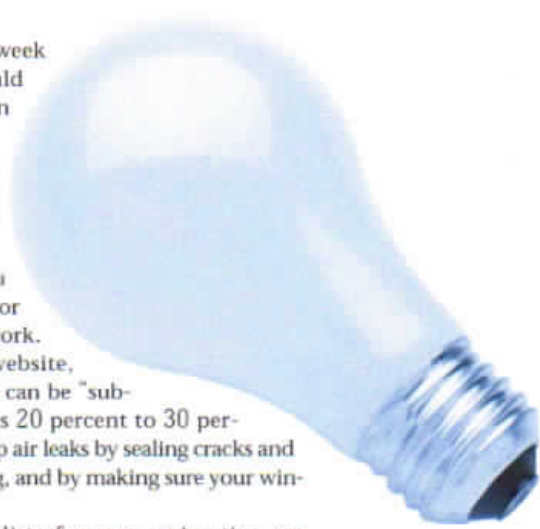 week
ld
n
or
ork.
website,
can be "sub-
s 20 percent to 30 per-
p air leaks by sealing cracks and
g, and by making sure your win-